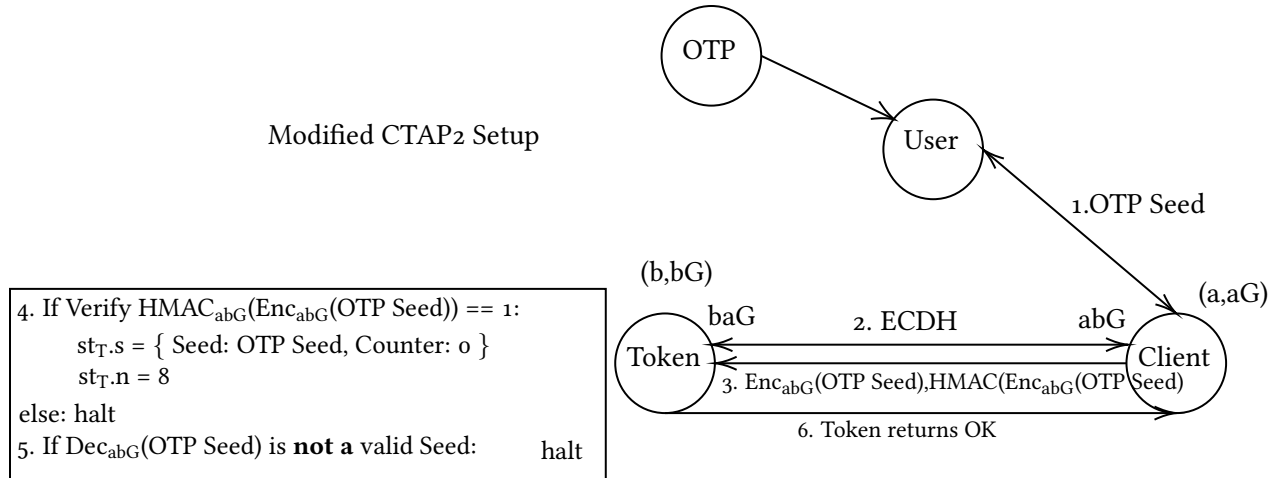 OTP
Modified CTAP2 Setup
User
1.OTP Seed
(b,bG)
(a,aG)
4. If Verify HMAC_abG(Enc_abG(OTP Seed)) == 1:
st_T.s = { Seed: OTP Seed, Counter: 0 }
st_T.n = 8
else: halt
5. If Dec_abG(OTP Seed) is not a valid Seed: halt
baG
2. ECDH
abG
Token
Client
3. Enc_abG(OTP Seed),HMAC(Enc_abG(OTP Seed)
6. Token returns OK